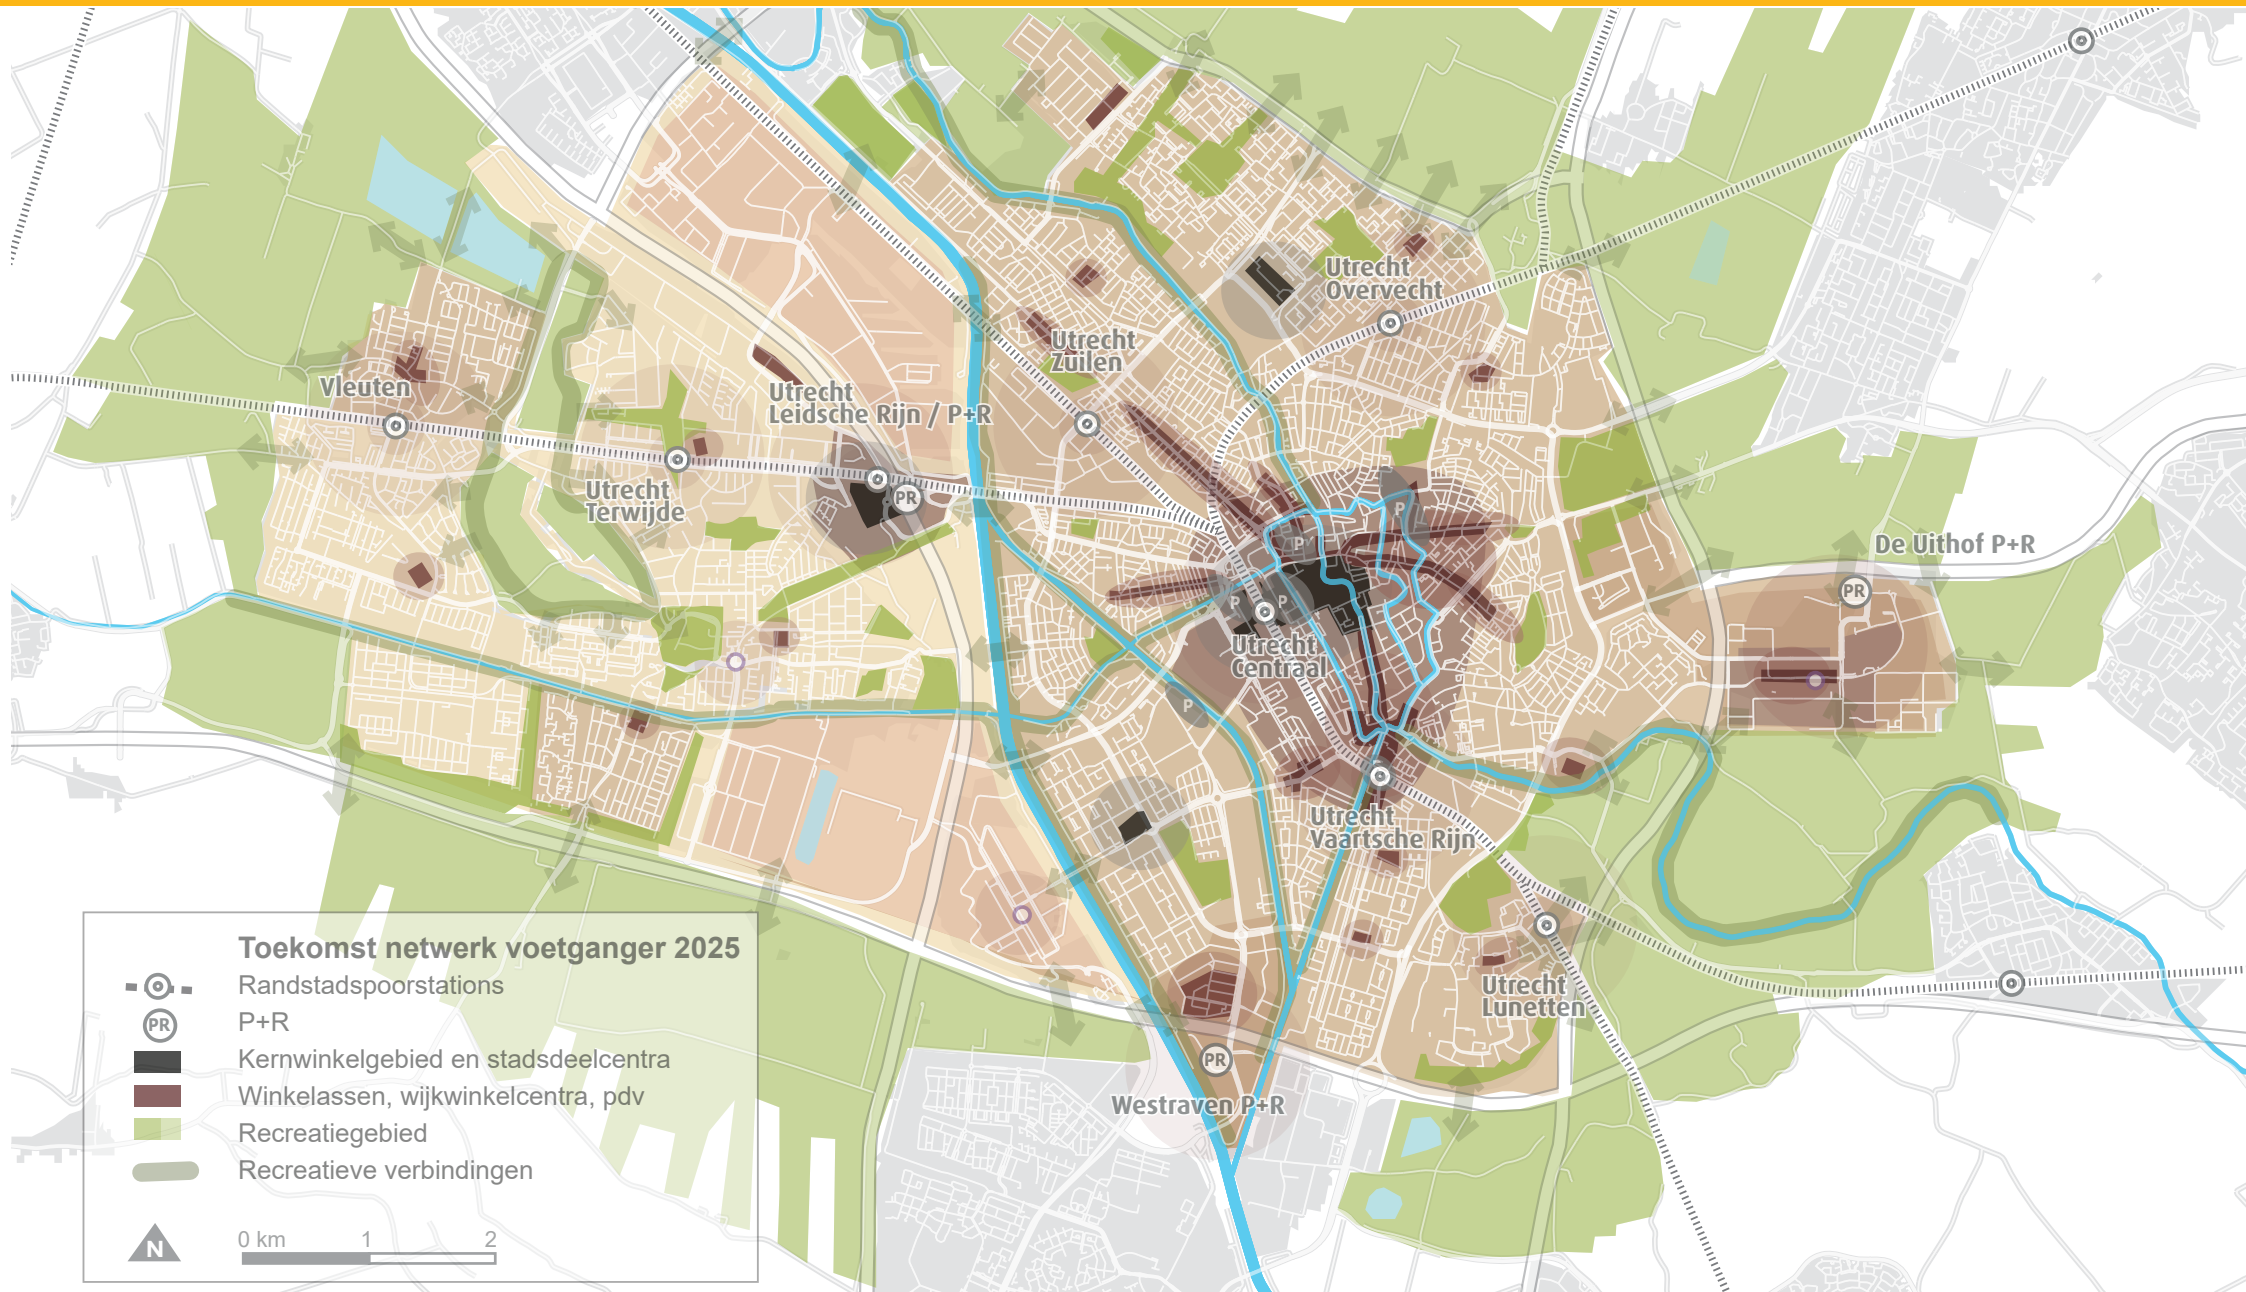 Utrecht
Overvecht
Utrecht
Zuilen
Vleuten
Utrecht
Leidsche Rijn / P+R
PR
Utrecht
Terwijde
P
P
De Uithof P+R
PR
P
P
Utrecht
Centraal
P
Utrecht
Vaartsche Rijn
Utrecht
Lunetten
PR
Westraven P+R
Toekomst netwerk voetganger 2025
Randstadspoorstations
PR P+R
Kernwinkelgebied en stadsdeelcentra
Winkelassen, wijkwinkelcentra, pdv
Recreatiegebied
Recreatieve verbindingen
N
0 km 1 2